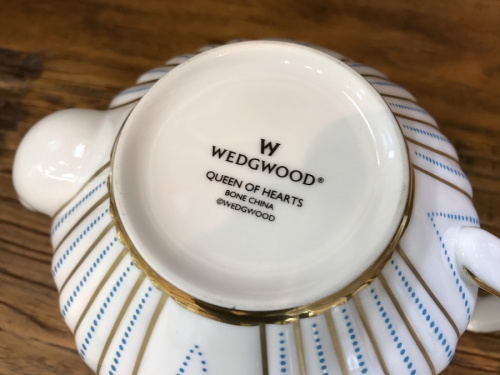 W
WEDGWOOD®
QUEEN OF HEARTS
BONE CHINA
©WEDGWOOD